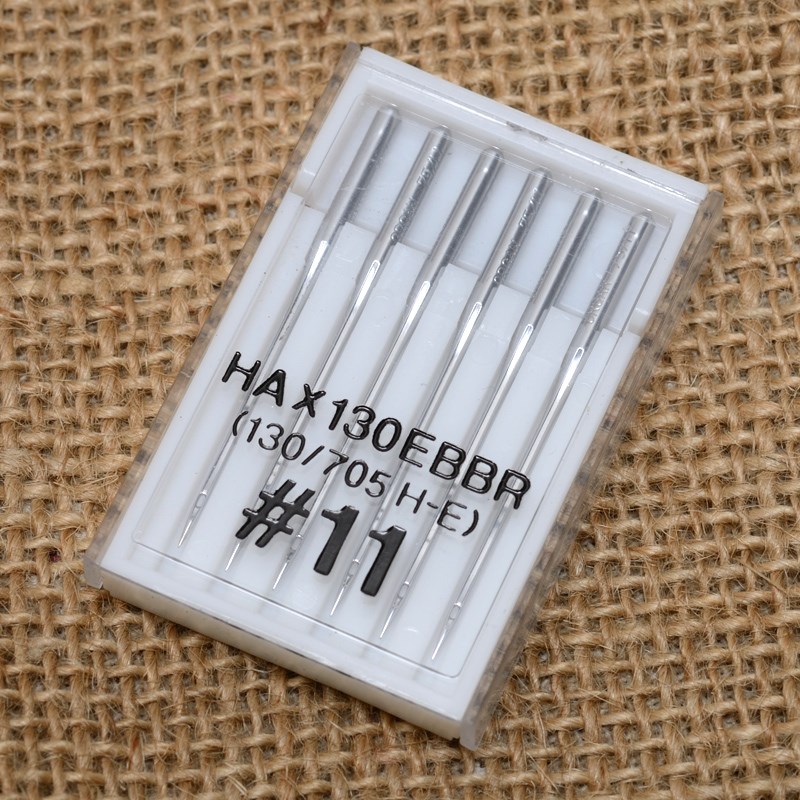 HA X 130EBBR
(130/705 H-E)
#11